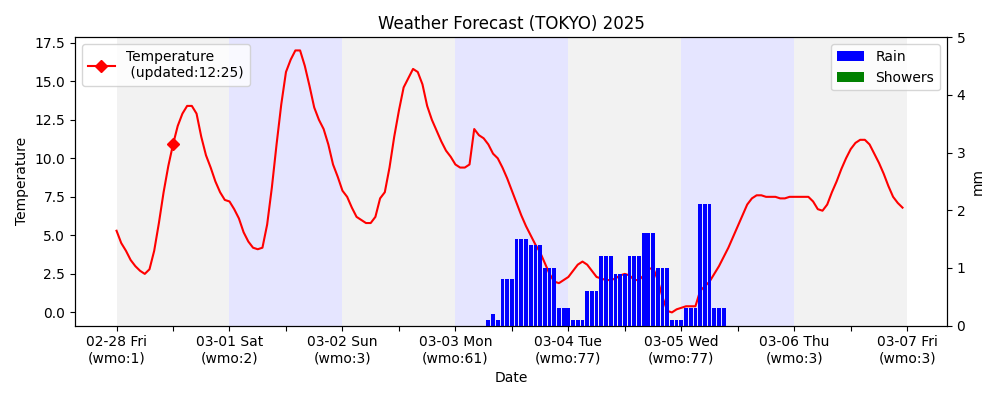 Weather Forecast (TOKYO) 2025
Temperature
(updated:12:25)
Rain
Showers
17.5
15.0
12.5
10.0
7.5
5.0
2.5
0.0
Temperature
5
4
3
2
1
0
mm
02-28 Fri
(wmo:1)
03-01 Sat
(wmo:2)
03-02 Sun
(wmo:3)
03-03 Mon
(wmo:61)
03-04 Tue
(wmo:77)
03-05 Wed
(wmo:77)
03-06 Thu
(wmo:3)
03-07 Fri
(wmo:3)
Date